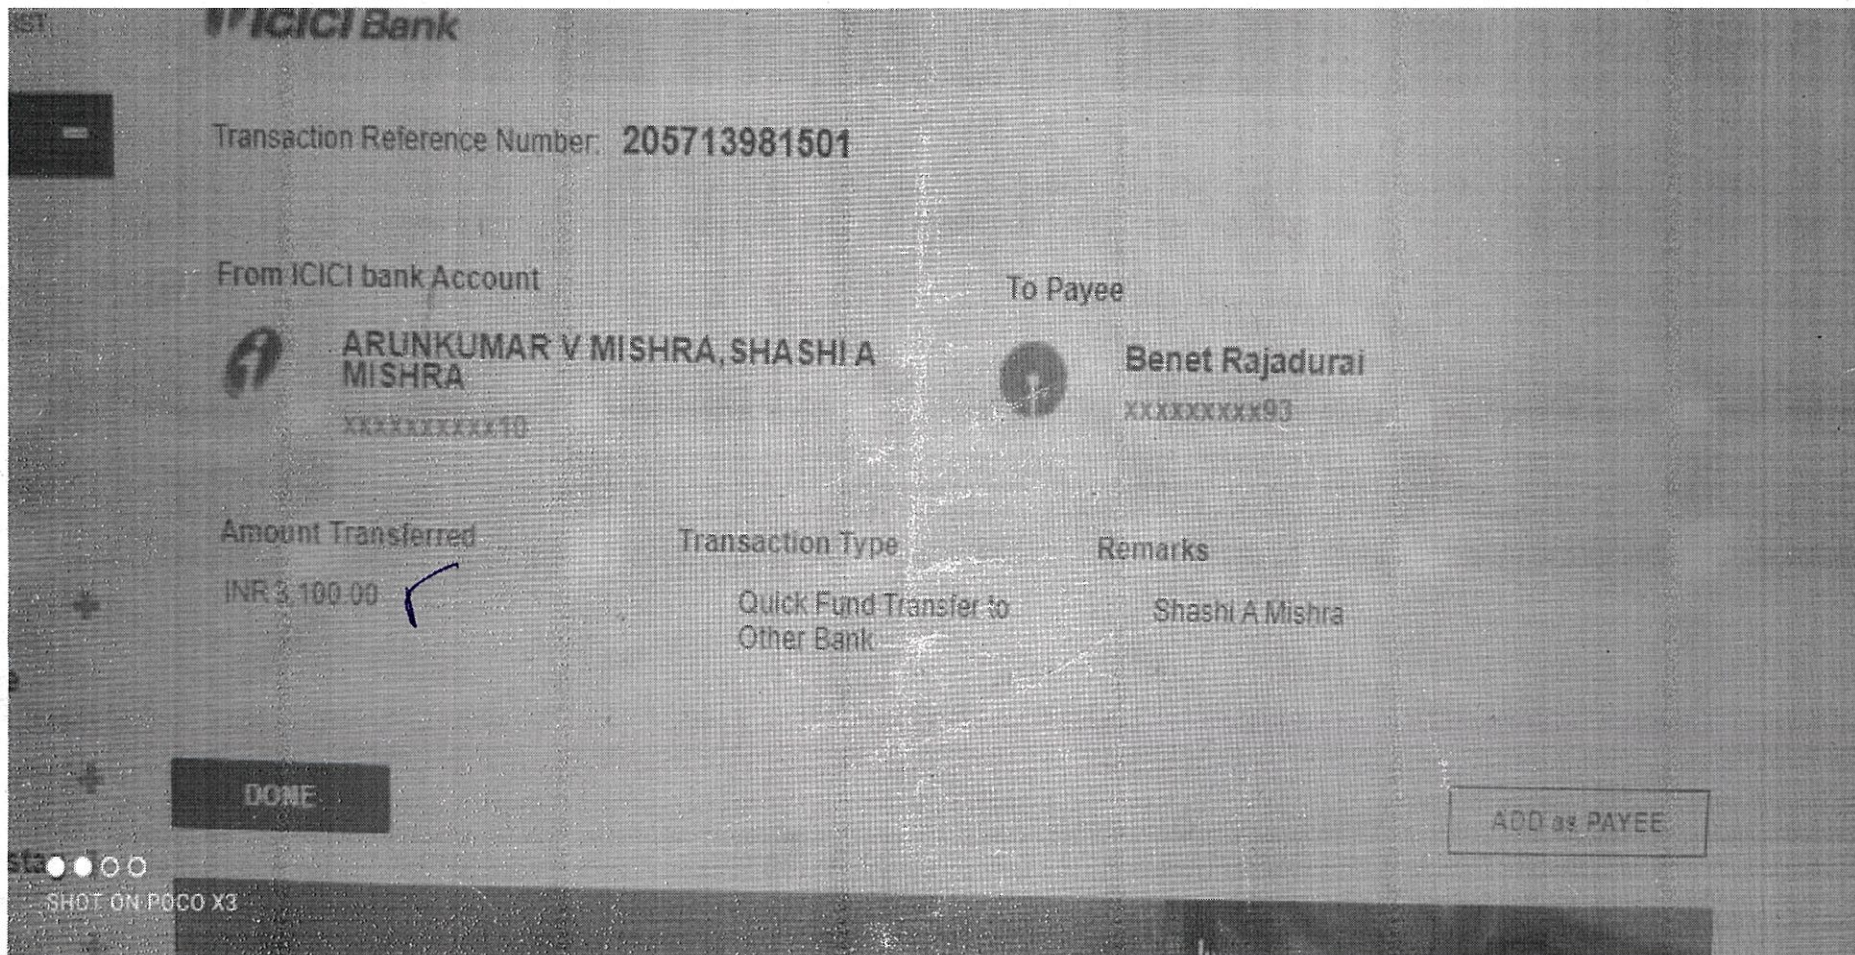 IST
ICICI Bank
Transaction Reference Number: 205713981501
From ICICI bank Account
To Payee
ARUNKUMAR V MISHRA,SHASHI A
MISHRA
xxxxxxxxxx10
Benet Rajadurai
xxxxxxxxx93
Amount Transferred
Transaction Type
Remarks
INR 3,100.00
Quick Fund Transfer to
Other Bank
Shashi A Mishra
DONE
ADD as PAYEE
SHOT ON POCO X3